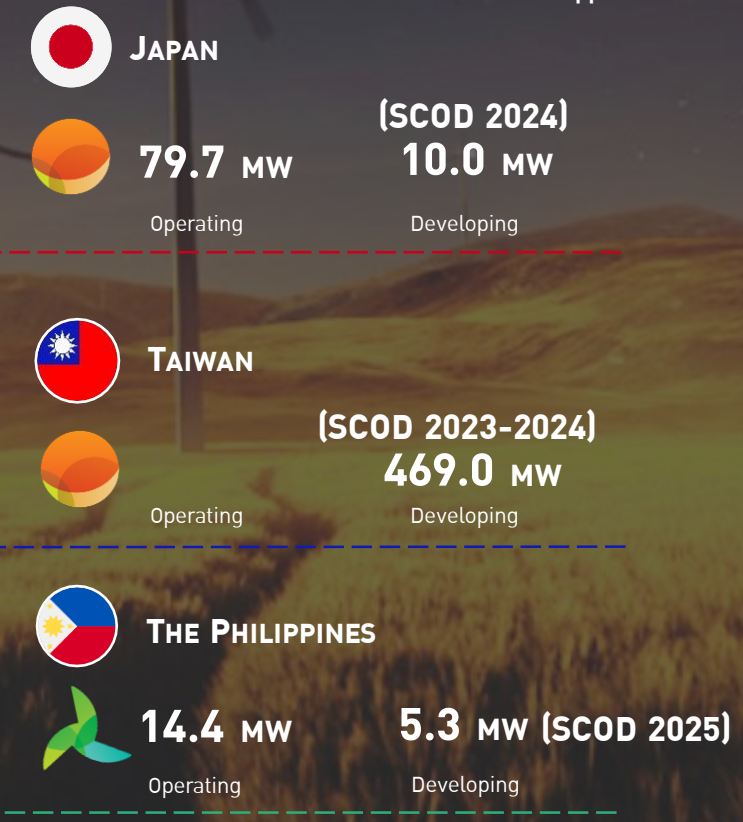 JAPAN
(SCOD 2024)
79.7 MW
10.0 MW
Operating
Developing
TAIWAN
(SCOD 2023-2024)
469.0 MW
Operating
Developing
THE PHILIPPINES
14.4 MW
5.3 MW (SCOD 2025)
Operating
Developing